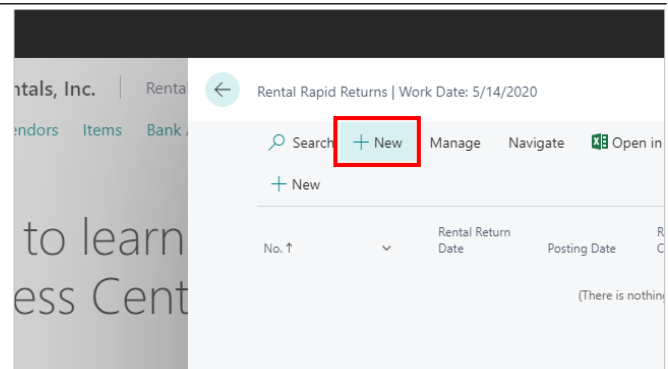 ntals, Inc. | Renta
Rental Rapid Returns | Work Date: 5/14/2020
endors Items Bank
Search + New Manage Navigate Open in
+ New
to learn
ess Cent
No. ↑ Rental Return Date Posting Date
(There is nothin